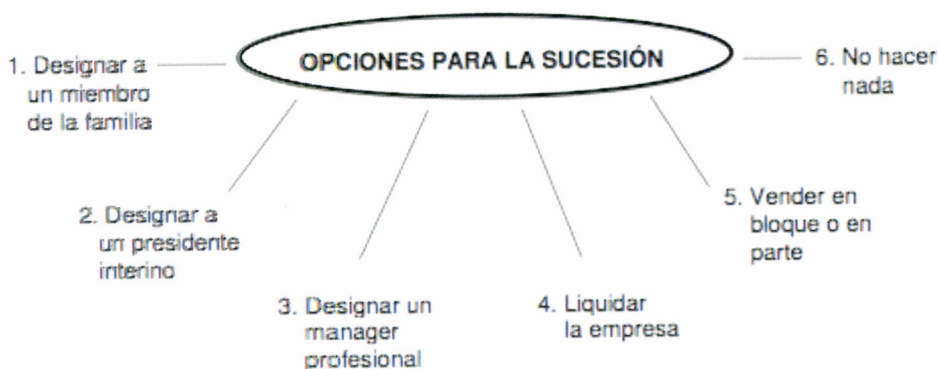 OPCIONES PARA LA SUCESIÓN
1. Designar a
un miembro
de la familia
2. Designar a
un presidente
interino
3. Designar un
manager
profesional
4. Liquidar
la empresa
5. Vender en
bloque o en
parte
6. No hacer
nada